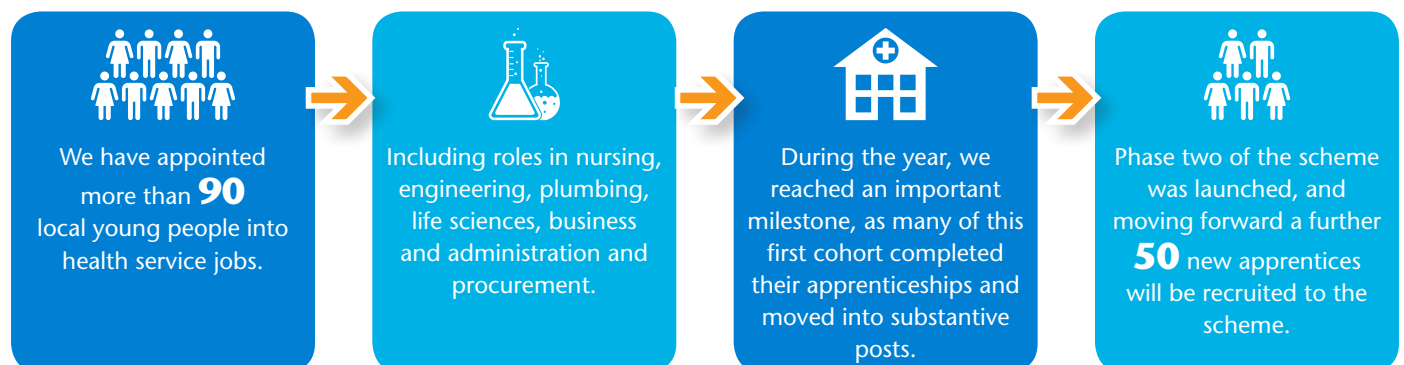 We have appointed
more than 90
local young people into
health service jobs.
Including roles in nursing,
engineering, plumbing,
life sciences, business
and administration and
procurement.
During the year, we
reached an important
milestone, as many of this
first cohort completed
their apprenticeships and
moved into substantive
posts.
Phase two of the scheme
was launched, and
moving forward a further
50 new apprentices
will be recruited to the
scheme.